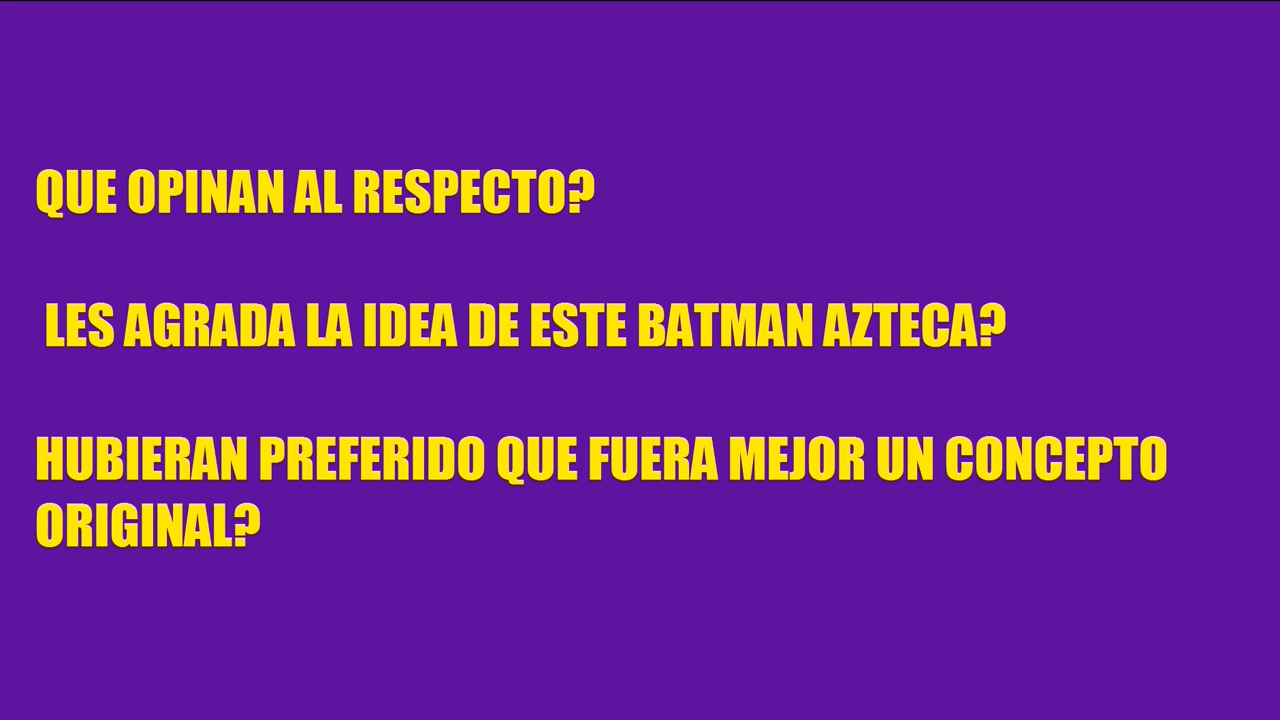 QUE OPINAN AL RESPECTO?
LES AGRADA LA IDEA DE ESTE BATMAN AZTECA?
HUBIERAN PREFERIDO QUE FUERA MEJOR UN CONCEPTO
ORIGINAL?